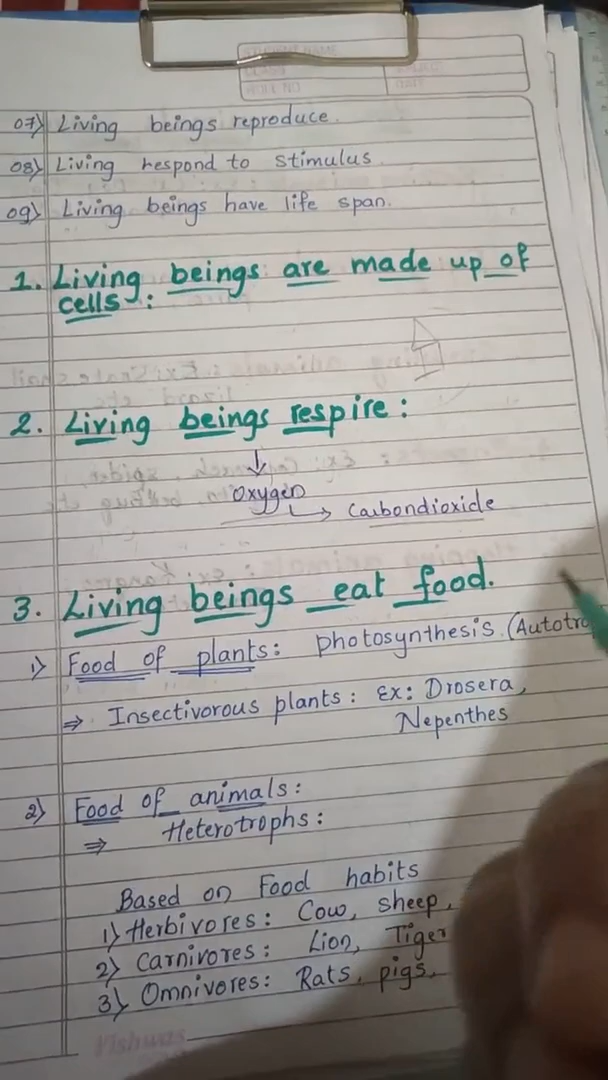 07) Living beings reproduce.
08) Living respond to stimulus
09) Living beings have life span.
1. Living beings are made up of
cells:
2. Living beings respire:
Oxygen
Carbondioxide
3. Living beings eat food.
1) Food of plants: photosynthesis. (Autotro
⇒ Insectivorous plants: Ex: Drosera,
Nepenthes
2) Food of animals:
⇒ Heterotrophs:
Based on Food habits
1) Herbivores: Cow, sheep,
2) Carnivores: Lion, Tiger
3) Omnivores: Rats, pigs,
Vishwas